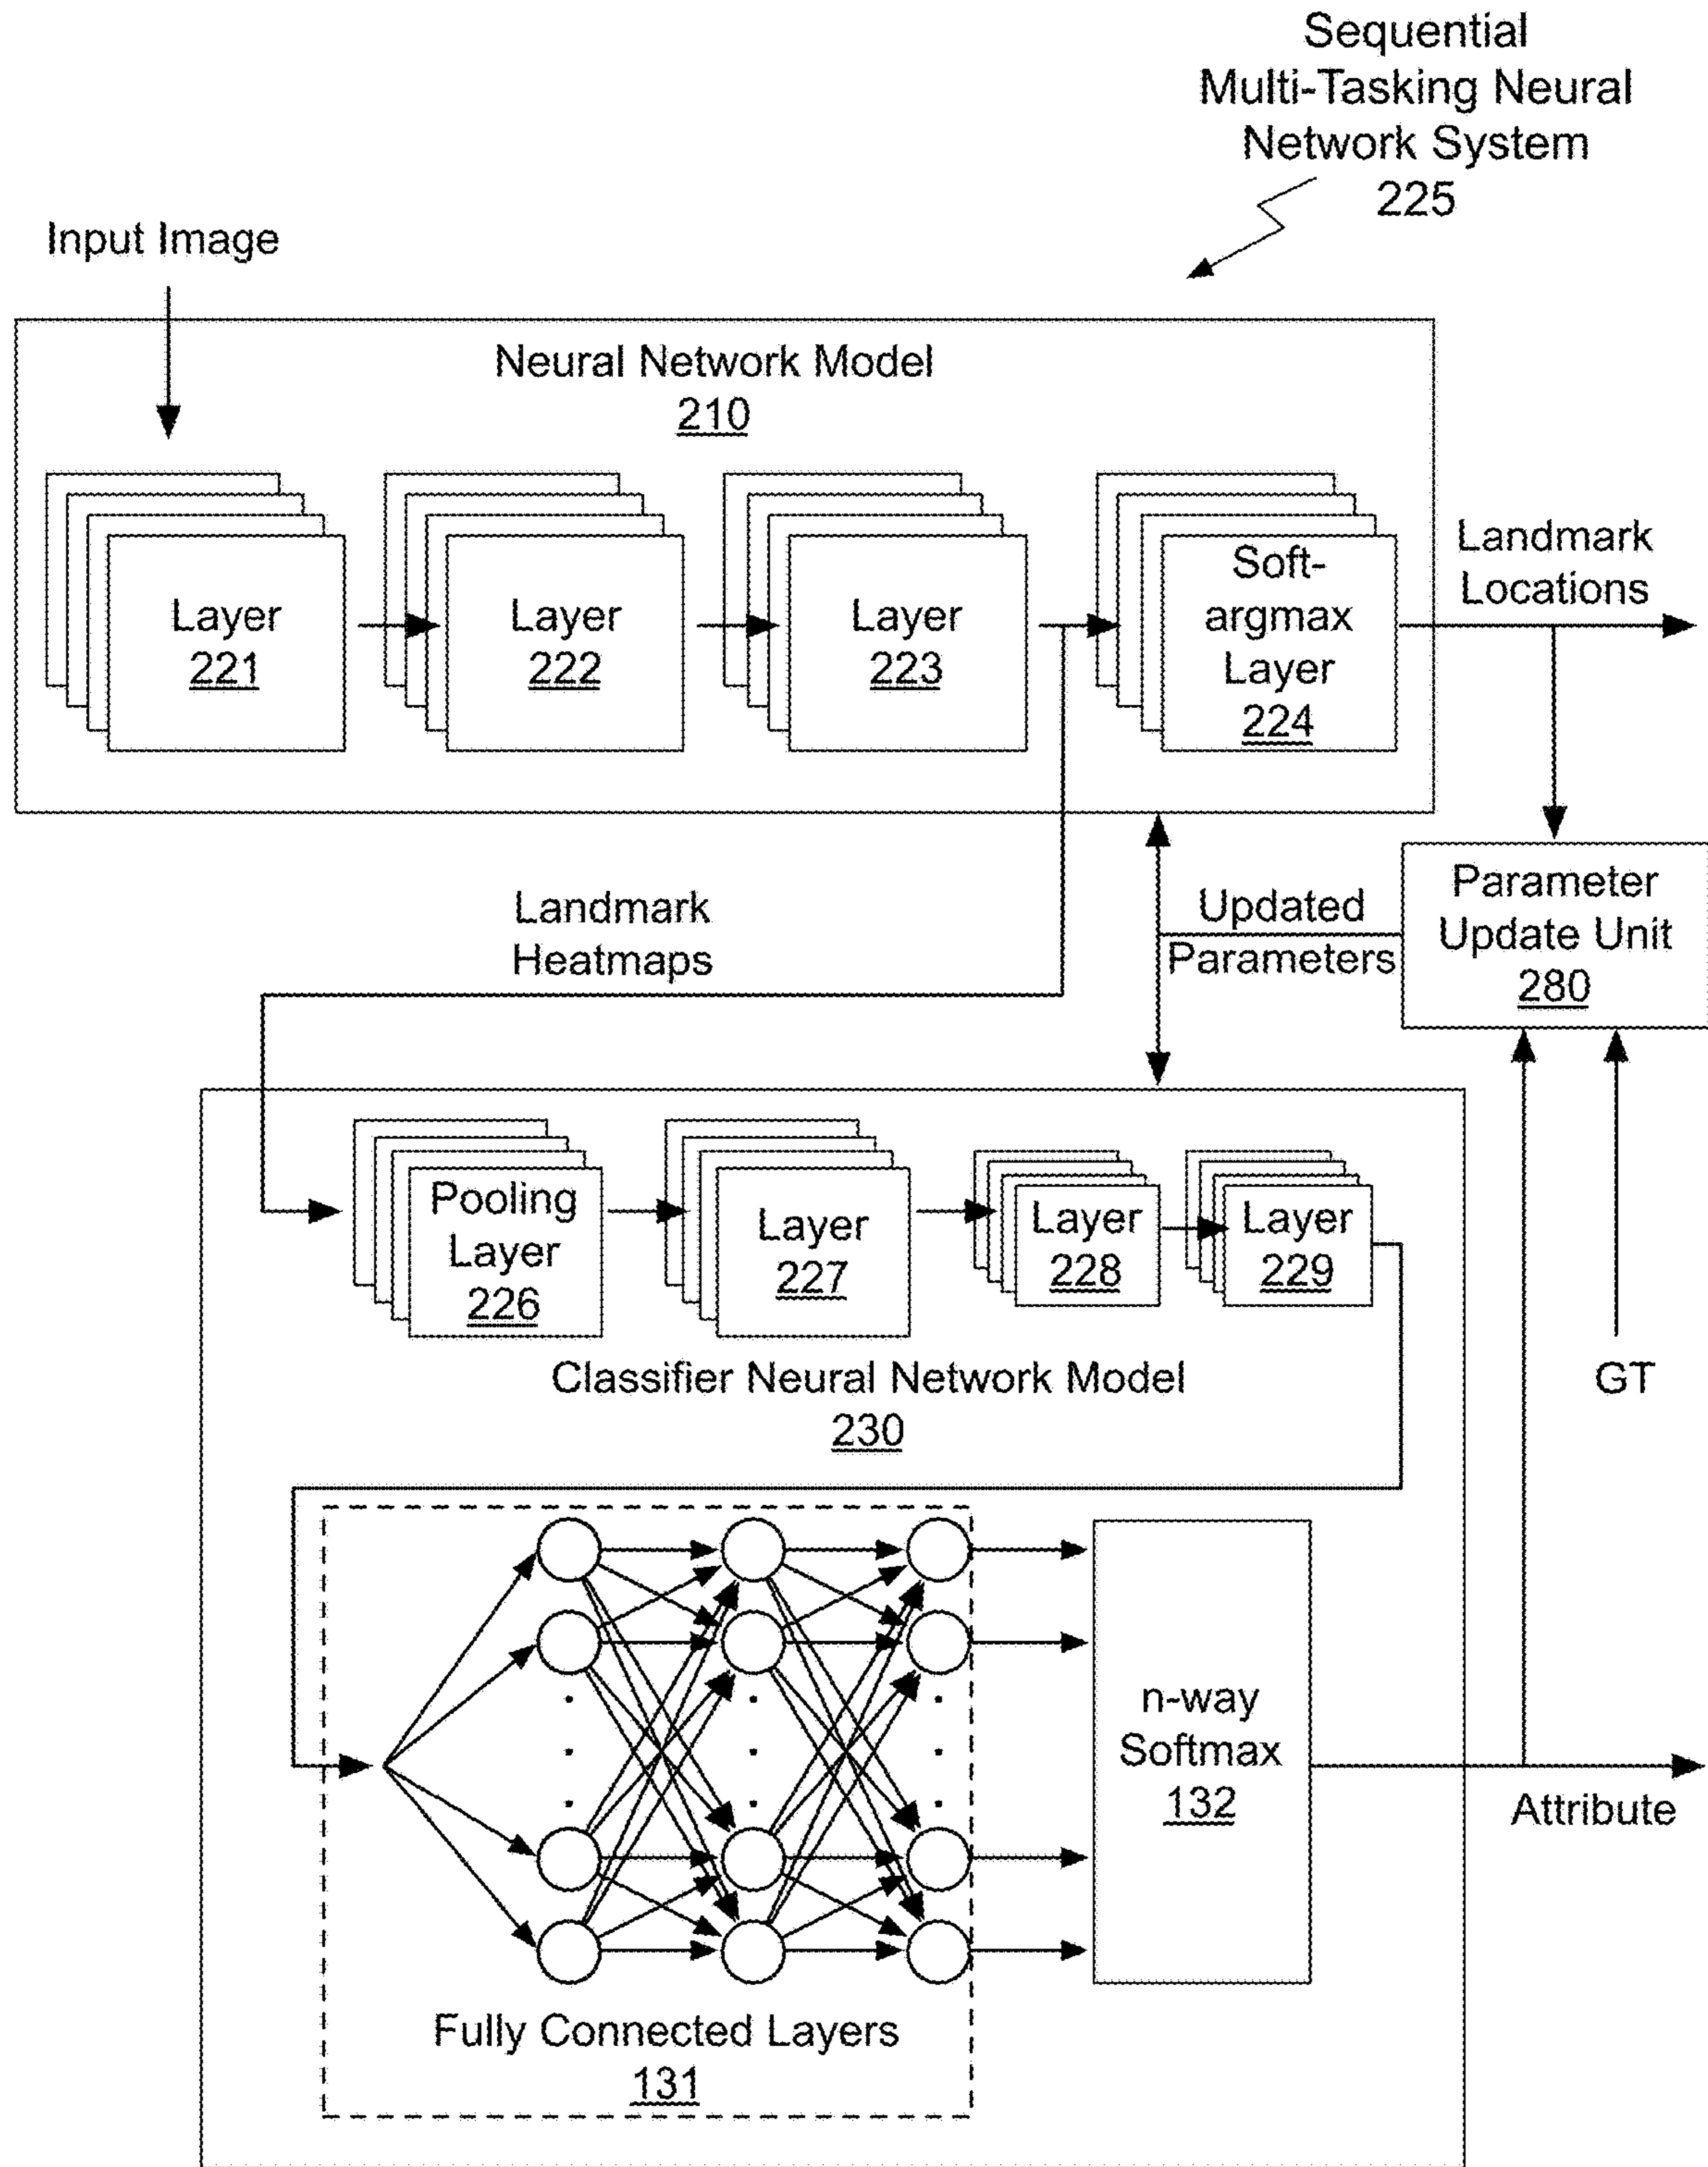 Sequential
Multi-Tasking Neural
Network System
225
Input Image
Neural Network Model
210
Layer
221
Layer
222
Layer
223
Soft-
argmax
Layer
224
Landmark
Locations
Landmark
Heatmaps
Updated
Parameters
Parameter
Update Unit
280
Pooling
Layer
226
Layer
227
Layer
228
Layer
229
Classifier Neural Network Model
230
GT
n-way
Softmax
132
Attribute
Fully Connected Layers
131